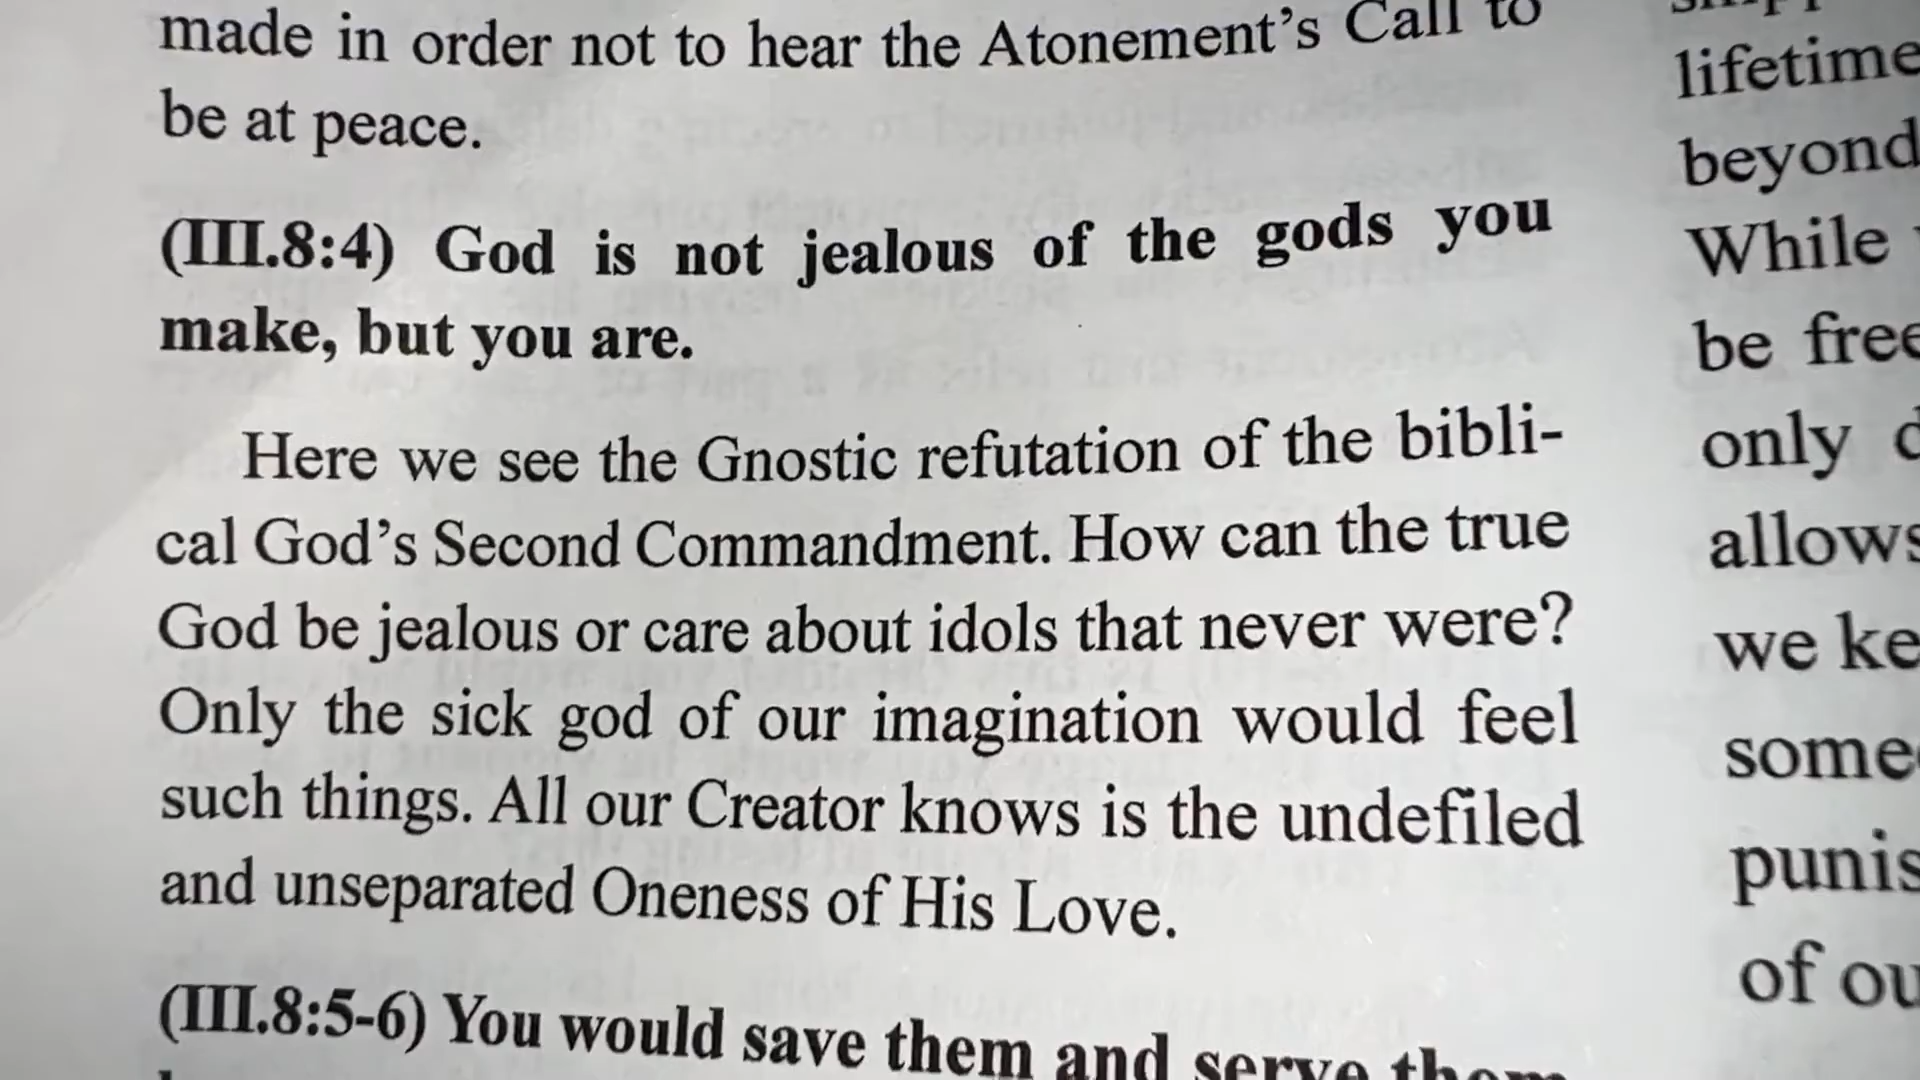 made in order not to hear the Atonement’s Call to
be at peace.
(III.8:4) God is not jealous of the gods you
make, but you are.
Here we see the Gnostic refutation of the bibli-
cal God’s Second Commandment. How can the true
God be jealous or care about idols that never were?
Only the sick god of our imagination would feel
such things. All our Creator knows is the undefiled
and unseparated Oneness of His Love.
(III.8:5-6) You would save them and serve them
lifetime
beyond
While
be free
only
allows
we
of